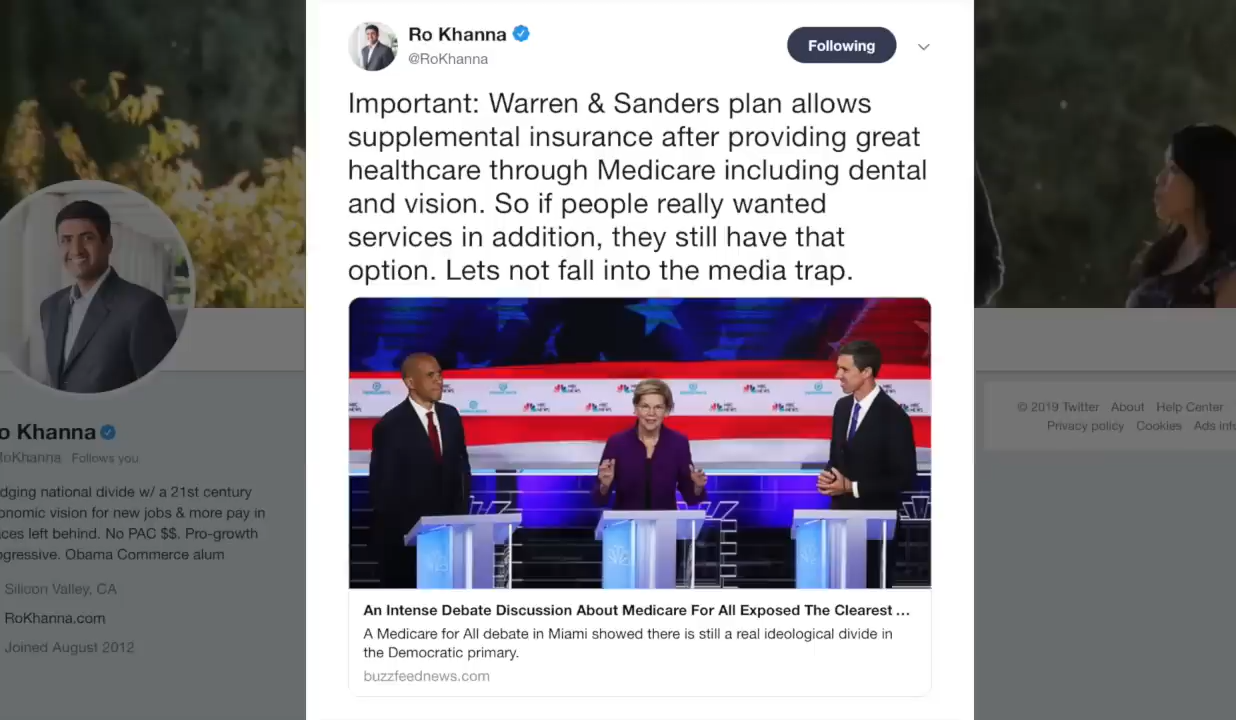 Ro Khanna
@RoKhanna
Following
Important: Warren & Sanders plan allows
supplemental insurance after providing great
healthcare through Medicare including dental
and vision. So if people really wanted
services in addition, they still have that
option. Lets not fall into the media trap.
An Intense Debate Discussion About Medicare For All Exposed The Clearest ...
A Medicare for All debate in Miami showed there is still a real ideological divide in
the Democratic primary.
buzzfeednews.com
o Khanna
oKhanna Follows you
dging national divide w/ a 21st century
onomic vision for new jobs & more pay in
ces left behind. No PAC $$. Pro-growth
ogressive. Obama Commerce alum
Silicon Valley, CA
RoKhanna.com
Joined August 2012
© 2019 Twitter About Help Center
Privacy policy Cookies Ads info